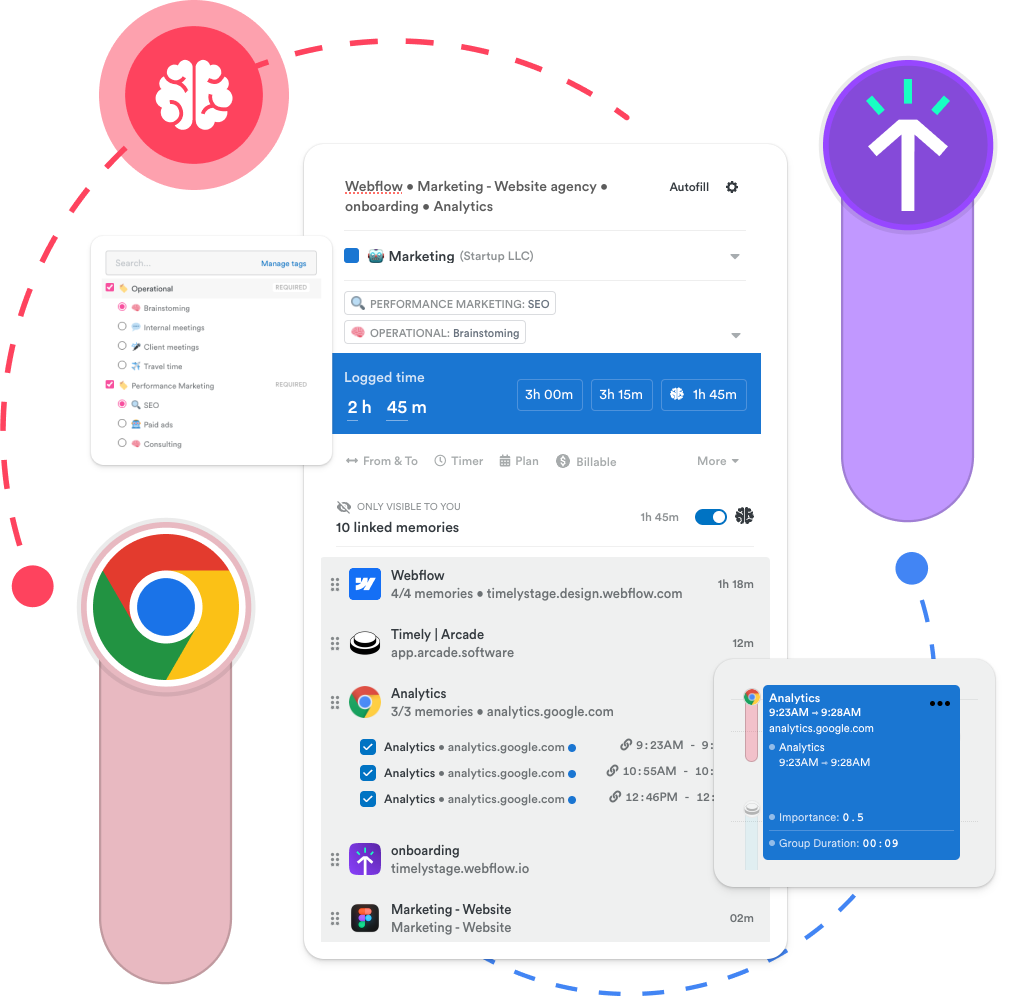 Webflow • Marketing - Website agency •
onboarding • Analytics
Autofill
Marketing (Startup LLC)
PERFORMANCE MARKETING: SEO
OPERATIONAL: Brainstoming
Logged time
2 h 45 m
3h 00m
3h 15m
1h 45m
From & To
Timer
Plan
Billable
More
ONLY VISIBLE TO YOU
10 linked memories
1h 45m
Webflow
4/4 memories • timelystage.design.webflow.com
1h 18m
Timely | Arcade
app.arcade.software
12m
Analytics
3/3 memories • analytics.google.com
Analytics • analytics.google.com
9:23AM - 9:
Analytics • analytics.google.com
10:55AM - 10:
Analytics • analytics.google.com
12:46PM - 12:
onboarding
timelystage.webflow.io
Marketing - Website
Marketing - Website
02m
Search...
Manage tags
Operational
REQUIRED
Brainstoming
Internal meetings
Client meetings
Travel time
Performance Marketing
REQUIRED
SEO
Paid ads
Consulting
Analytics
9:23AM → 9:28AM
analytics.google.com
Analytics
9:23AM → 9:28AM
Importance: 0.5
Group Duration: 00:09